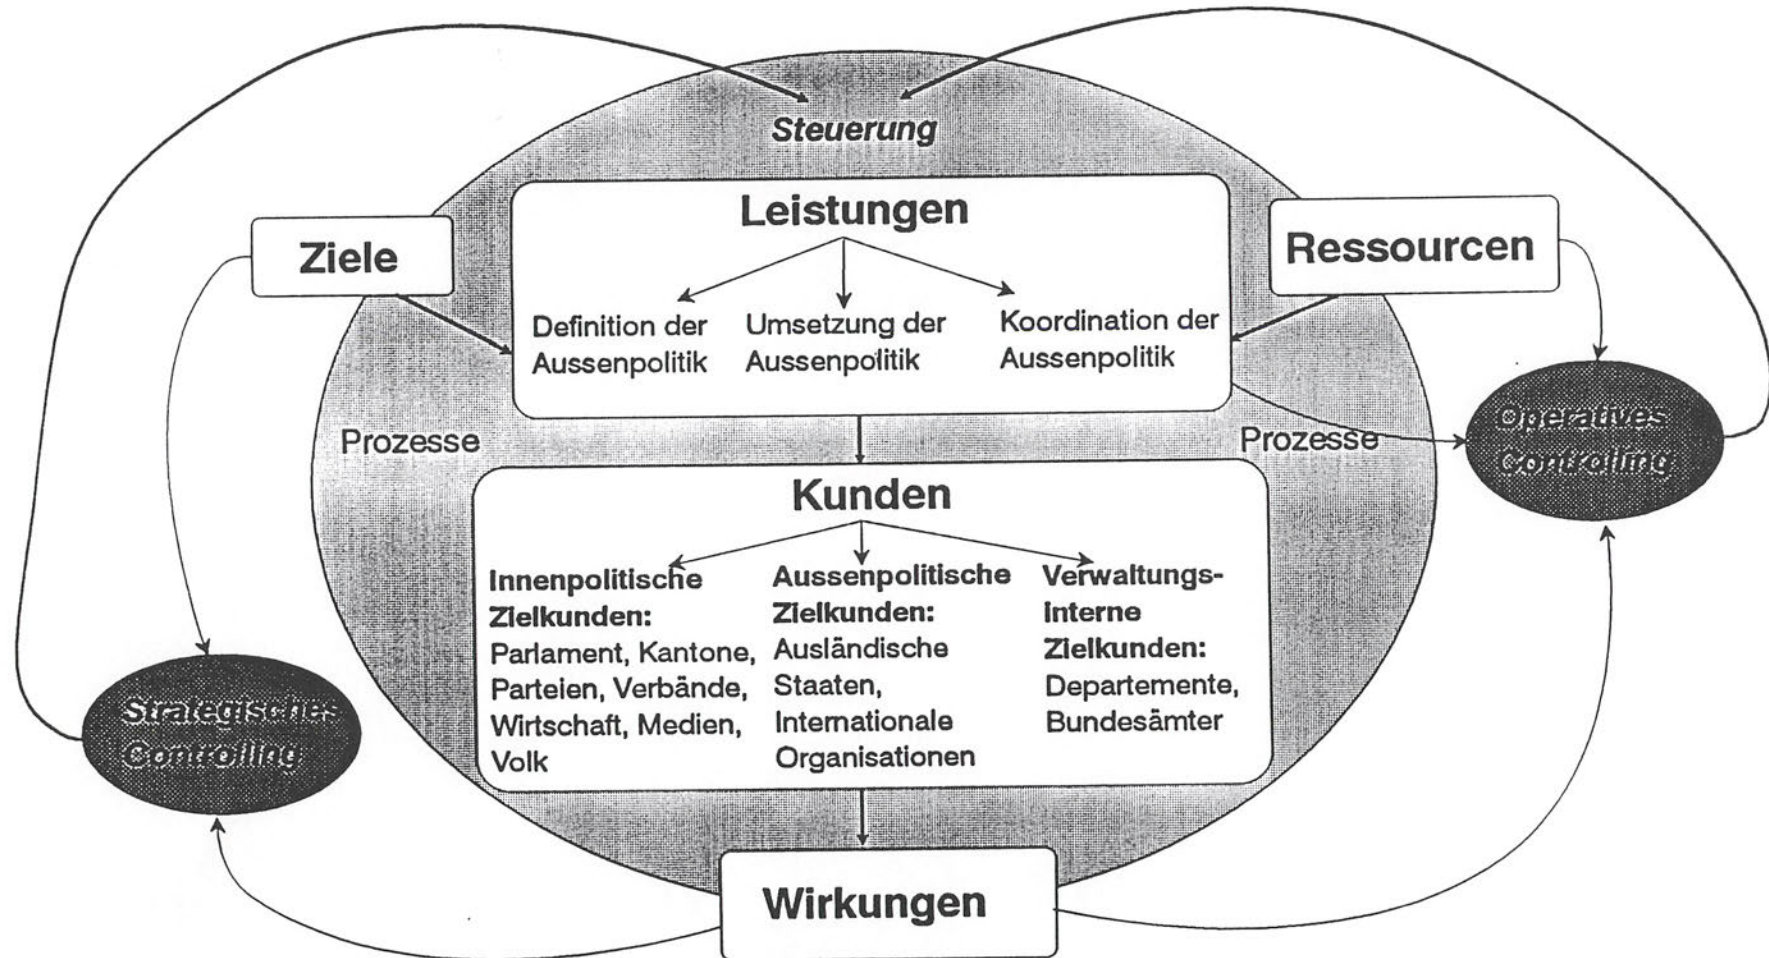 Steuerung
Leistungen
Ziele
Ressourcen
Definition der
Aussenpolitik
Umsetzung der
Aussenpolitik
Koordination der
Aussenpolitik
Prozesse
Prozesse
Operatives
Controlling
Kunden
Innenpolitische
Zielkunden:
Parlament, Kantone,
Parteien, Verbände,
Wirtschaft, Medien,
Volk
Aussenpolitische
Zielkunden:
Ausländische
Staaten,
Internationale
Organisationen
Verwaltungs-
interne
Zielkunden:
Departemente,
Bundesämter
Strategisches
Controlling
Wirkungen